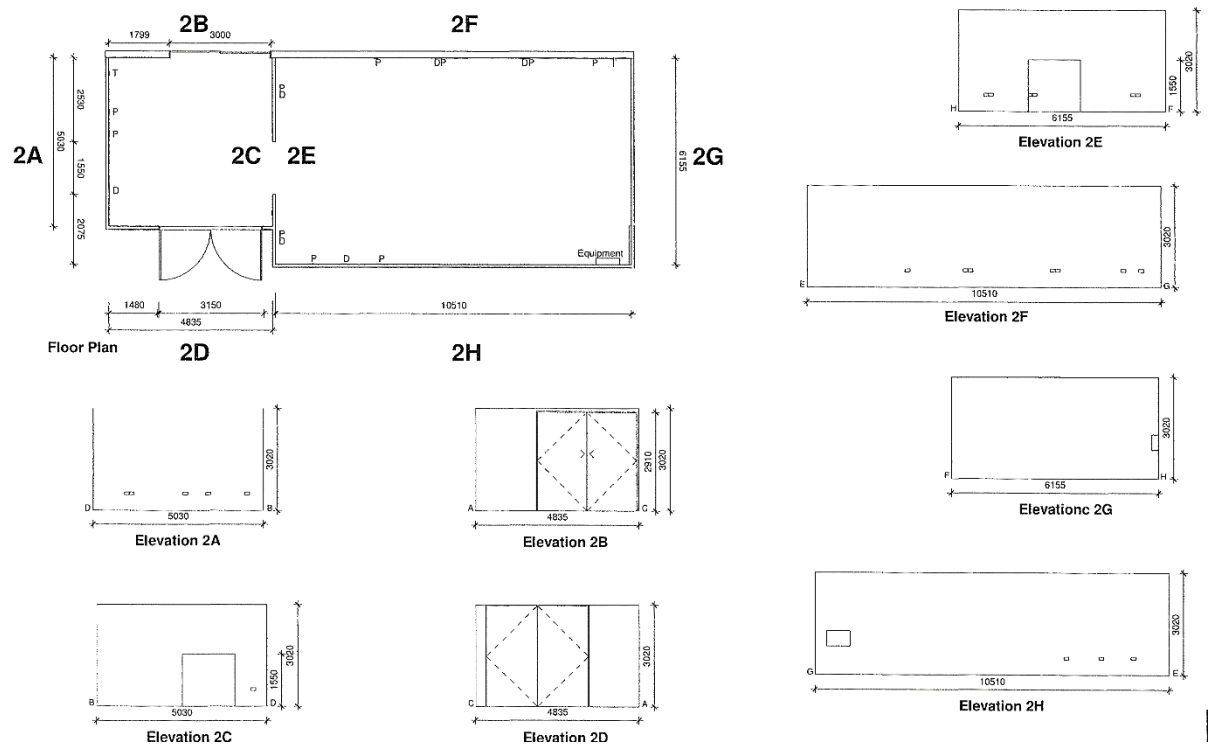 2B
2F
1799
3000
T
P
P
D
P
D
P
DP
DP
P
T
2530
5030
1550
2075
2A
2C
2E
6155
2G
P
D
P
D
P
Equipment
1480
3150
10510
4835
Floor Plan
2D
2H
3020
1550
H
F
6155
Elevation 2E
3020
E
G
10510
Elevation 2F
3020
F
H
6155
Elevationc 2G
3020
G
E
10510
Elevation 2H
3020
D
B
5030
Elevation 2A
2910
3020
A
C
4835
Elevation 2B
1550
3020
B
D
5030
Elevation 2C
3020
C
A
4835
Elevation 2D